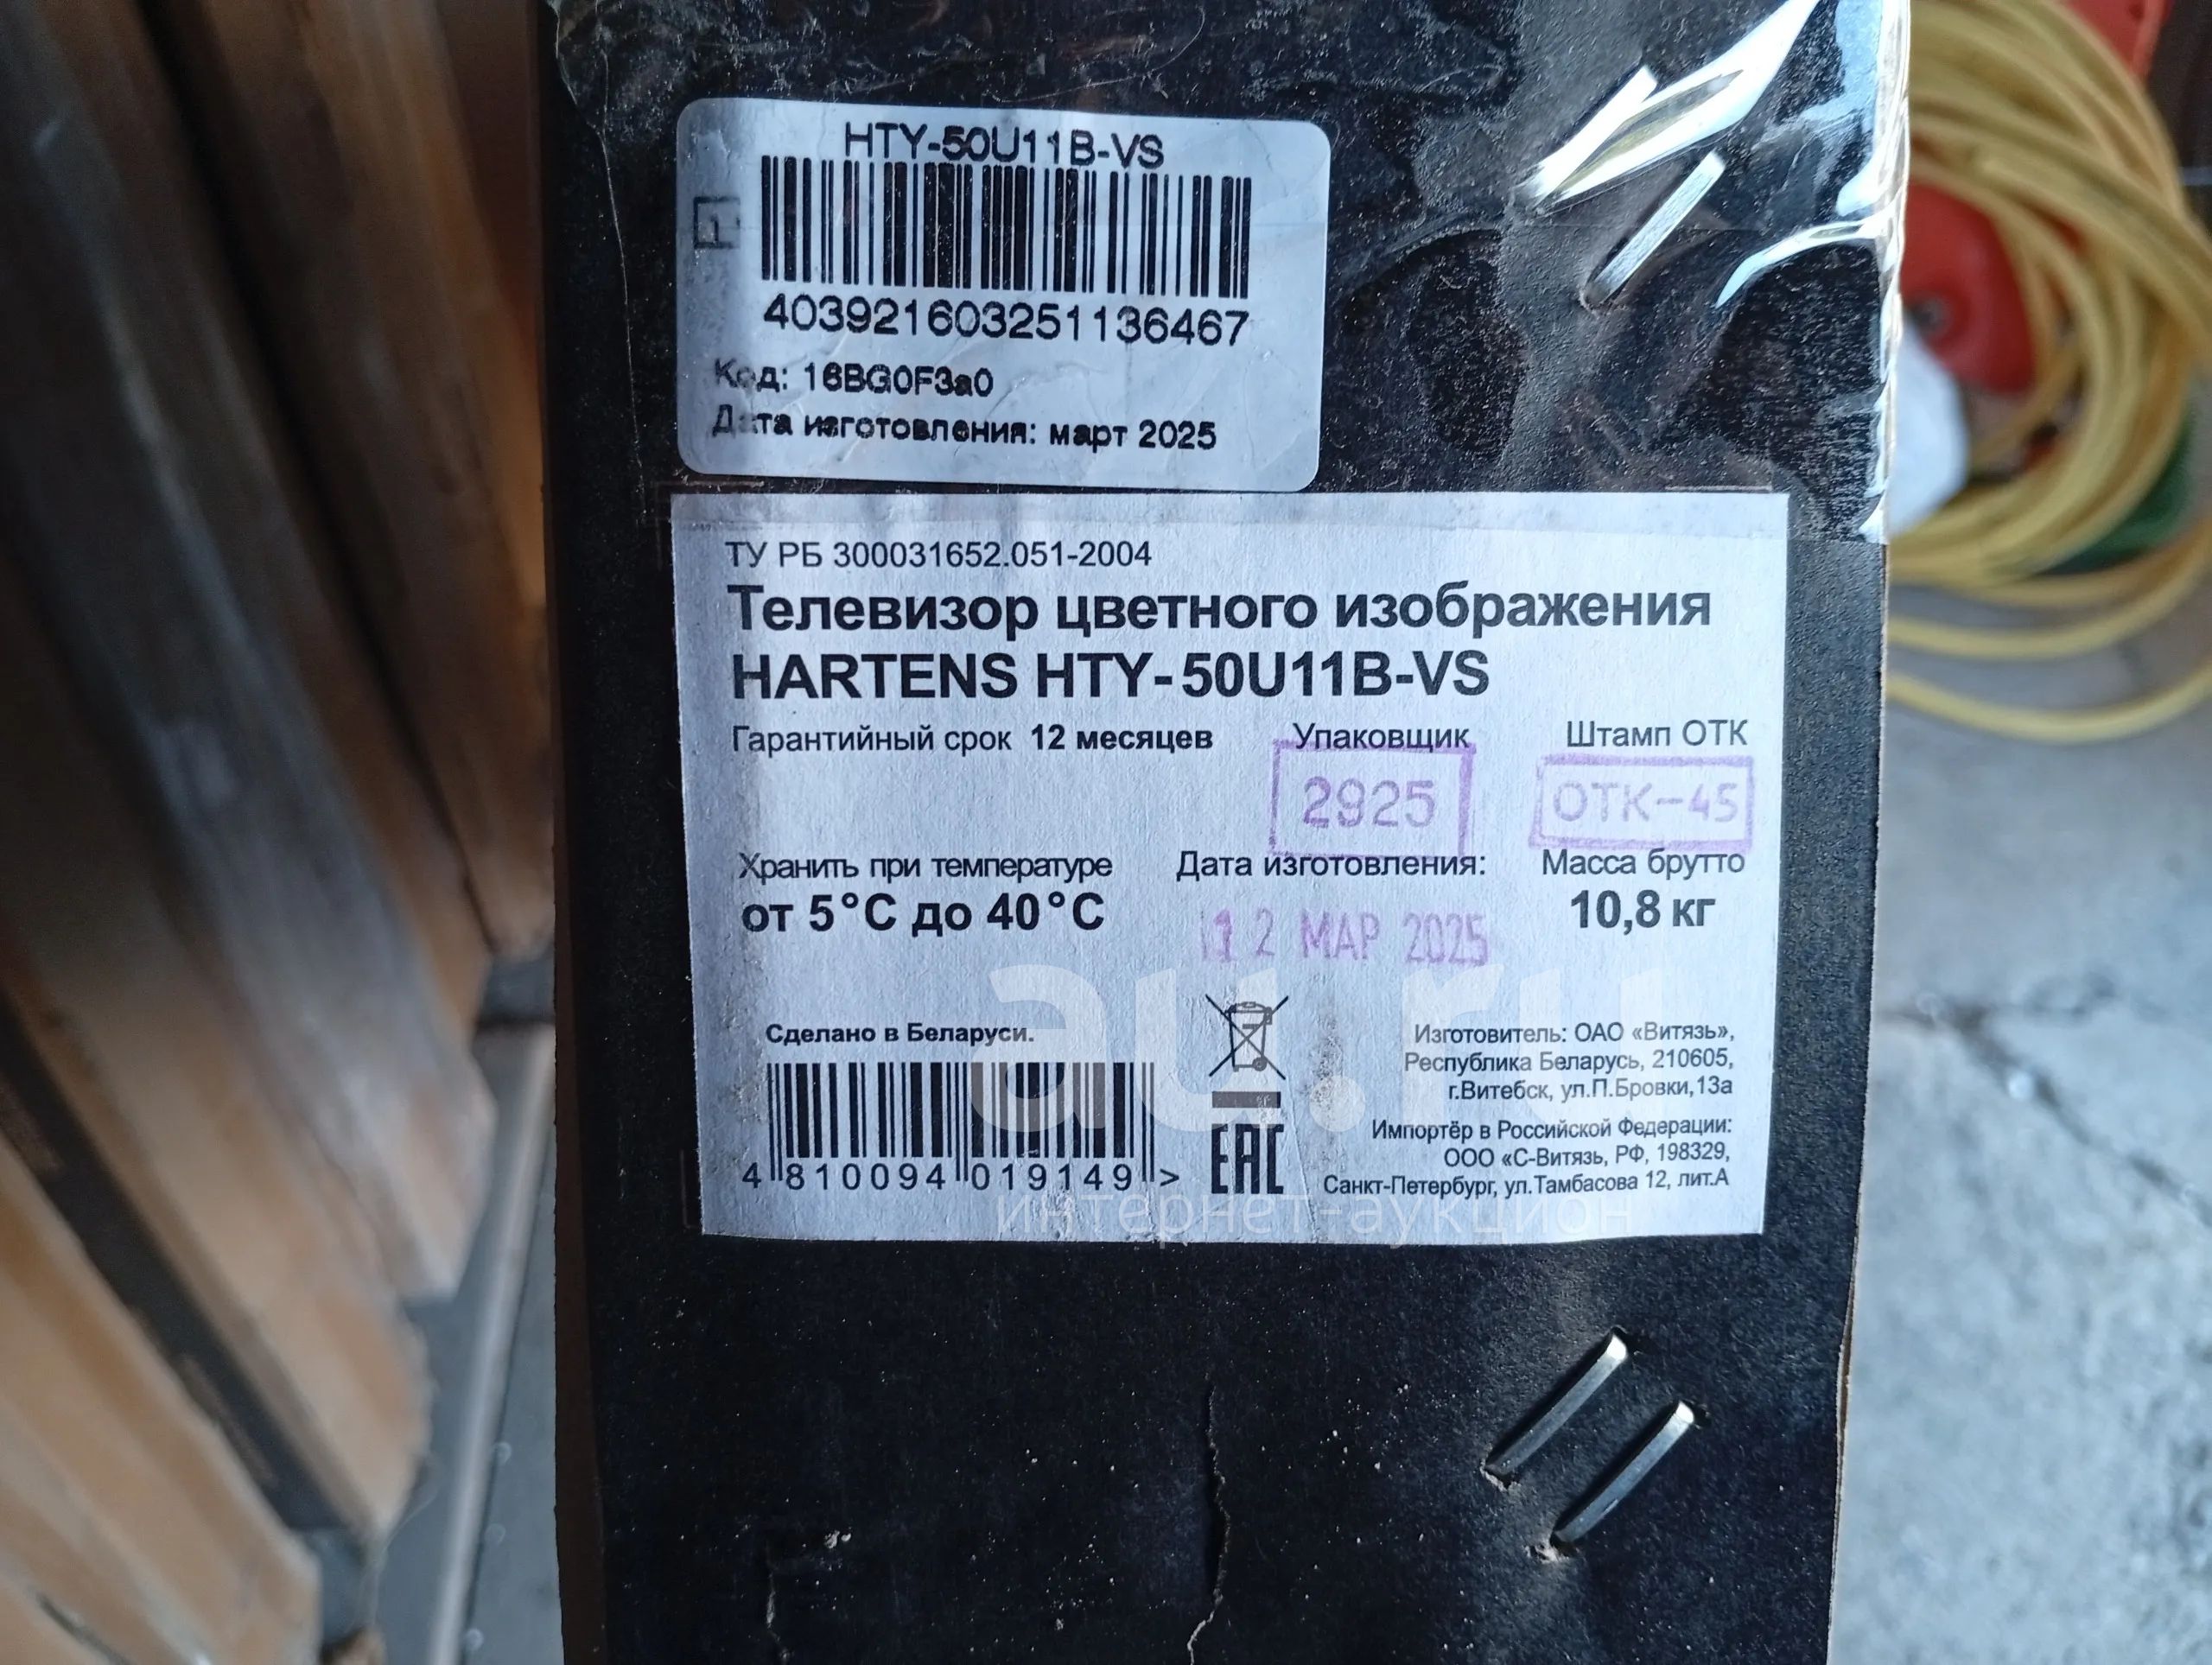 HTY-50U11B-VS
403921603251136467
Код: 16BG0F3a0
Дата изготовления: март 2025
ТУ РБ 300031652.051-2004
Телевизор цветного изображения
HARTENS HTY-50U11B-VS
Гарантийный срок 12 месяцев Упаковщик Штамп ОТК
2925 ОТК-45
Хранить при температуре Дата изготовления: Масса брутто
от 5°C до 40°C 12 МАР 2025 10,8 кг
au.ru
Сделано в Беларуси.
4 810094 019149 >
EAC
Изготовитель: ОАО «Витязь»,
Республика Беларусь, 210605,
г.Витебск, ул.П.Бровки,13а
Импортёр в Российской Федерации:
ООО «С-Витязь, РФ, 198329,
Санкт-Петербург, ул.Тамбасова 12, лит.А
интернет-аукцион